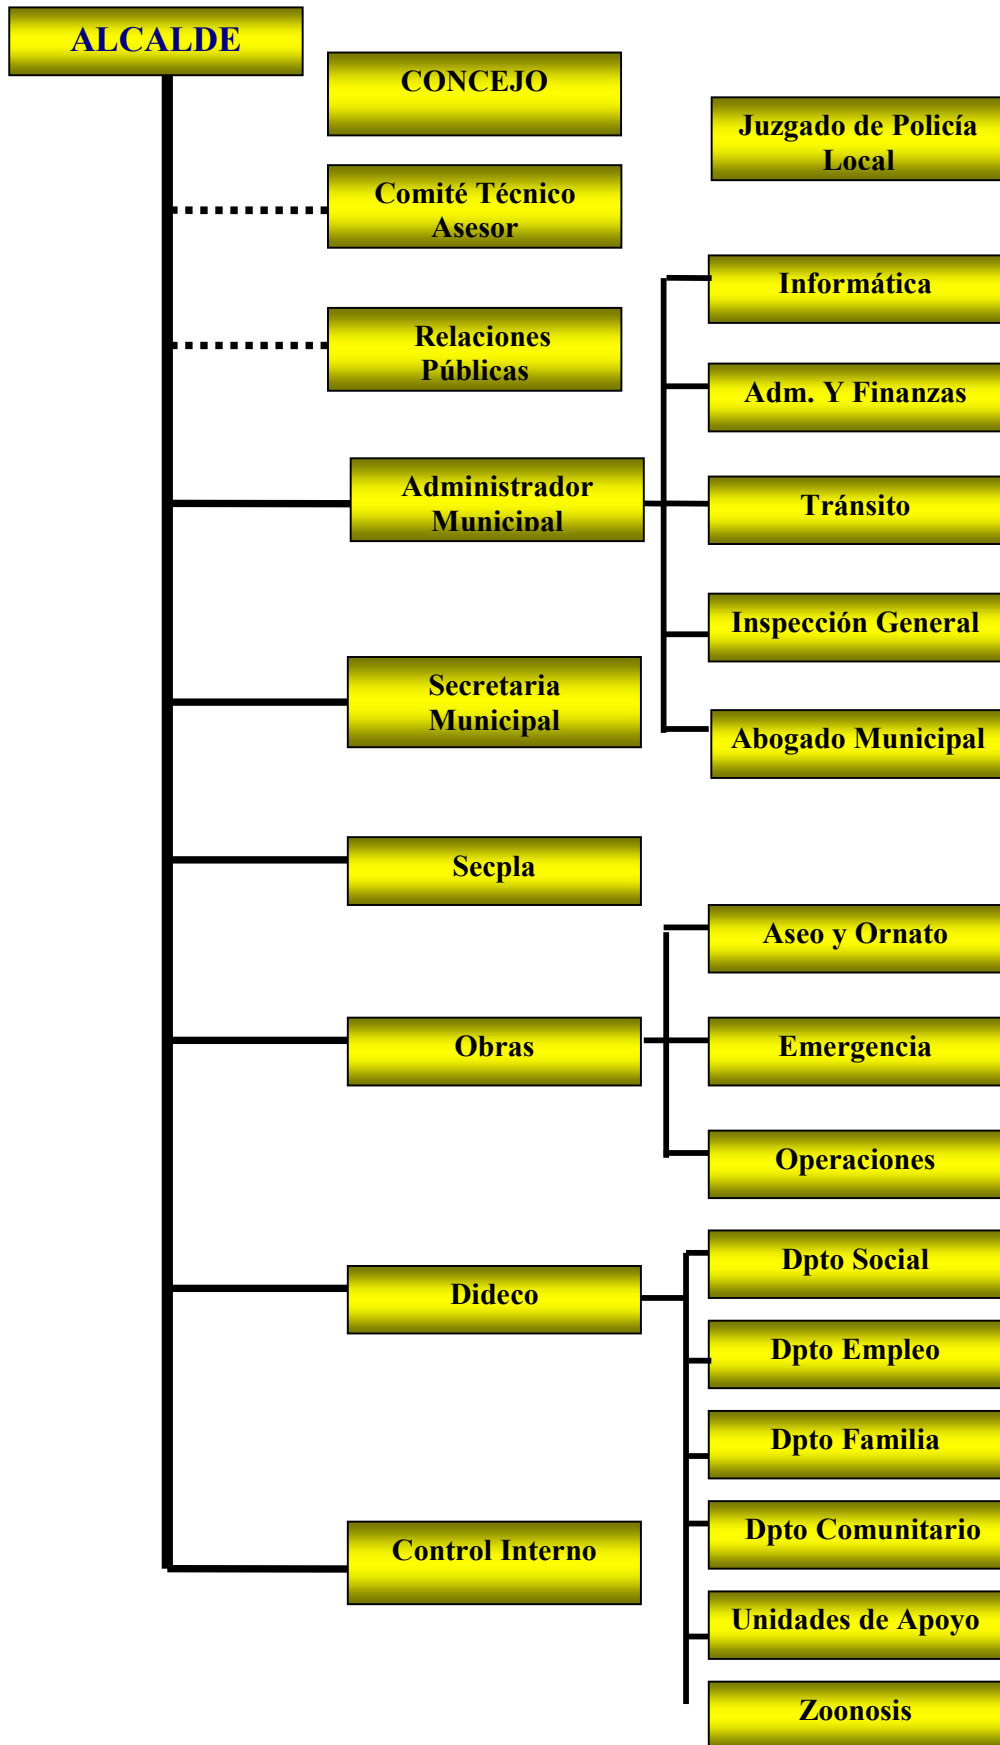 ALCALDE
CONCEJO
Juzgado de Policía
Local
Comité Técnico
Asesor
Informática
Relaciones
Públicas
Adm. Y Finanzas
Administrador
Municipal
Tránsito
Inspección General
Secretaria
Municipal
Abogado Municipal
Secpla
Aseo y Ornato
Obras
Emergencia
Operaciones
Dpto Social
Dideco
Dpto Empleo
Dpto Familia
Dpto Comunitario
Control Interno
Unidades de Apoyo
Zoonosis